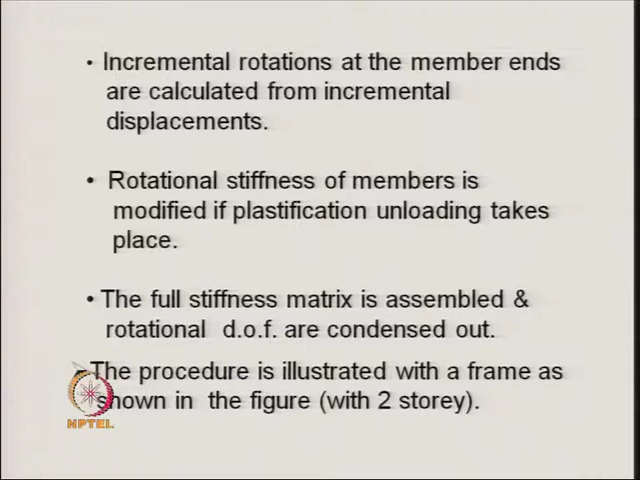 • Incremental rotations at the member ends
are calculated from incremental
displacements.
• Rotational stiffness of members is
modified if plastification unloading takes
place.
• The full stiffness matrix is assembled &
rotational d.o.f. are condensed out.
The procedure is illustrated with a frame as
shown in the figure (with 2 storey).
NPTEL